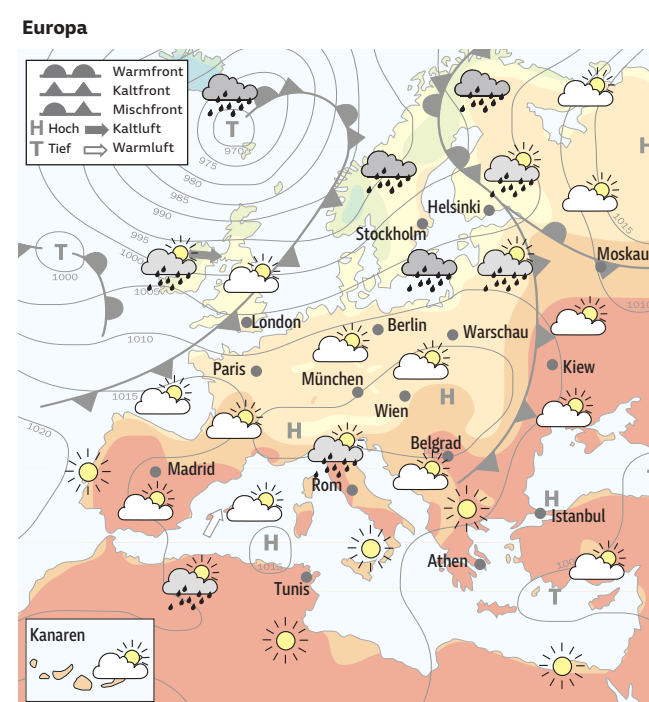 Europa
Warmfront
Kaltfront
Mischfront
H Hoch Kaltluft
T Tief Warmluft
T
970
975
980
985
990
995
1000
1005
1010
1015
1020
T
1000
H
1015
1010
Helsinki
Stockholm
Moskau
London
Berlin
Warschau
Paris
München
Kiew
Wien
H
H
Belgrad
Madrid
Rom
H
Istanbul
H
1015
Athen
Tunis
T
Kanaren